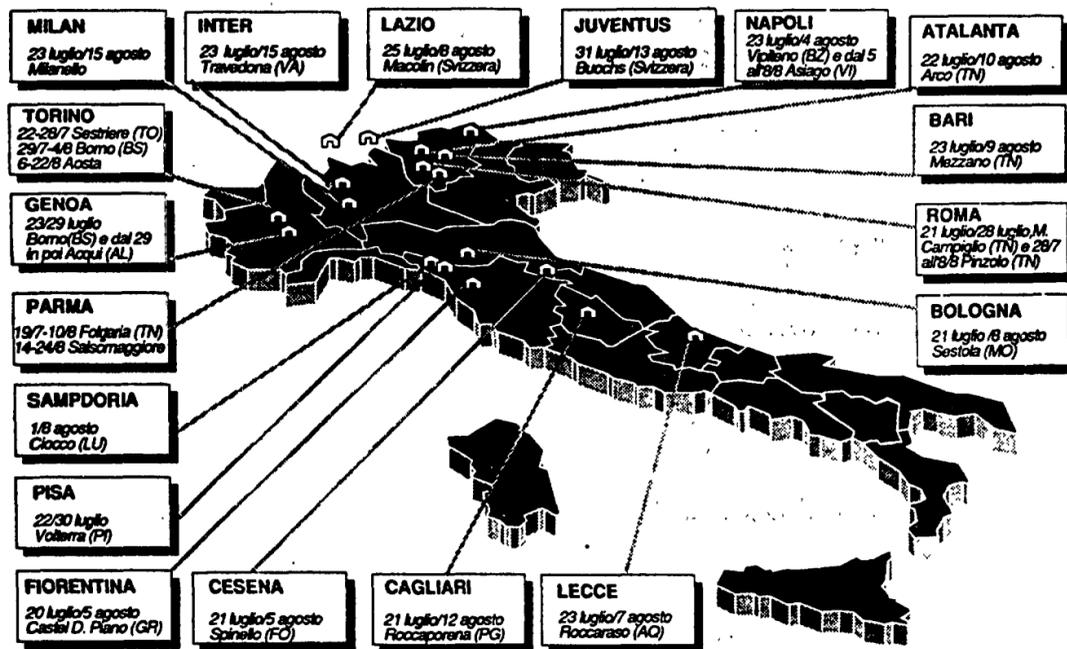 MILAN
23 luglio/15 agosto
Milanello
INTER
23 luglio/15 agosto
Travedona (VA)
LAZIO
25 luglio/8 agosto
Macolin (Svizzera)
JUVENTUS
31 luglio/13 agosto
Buochs (Svizzera)
NAPOLI
23 luglio/4 agosto
Vipiteno (BZ) e dal 5
all'8/8 Asiago (VI)
ATALANTA
22 luglio/10 agosto
Arco (TN)
TORINO
22-28/7 Sestriere (TO)
29/7-4/8 Borno (BS)
6-22/8 Aosta
BARI
23 luglio/9 agosto
Mezzano (TN)
GENOA
23/29 luglio
Borno(BS) e dal 29
in poi Acqui (AL)
ROMA
21 luglio/28 luglio,M.
Campiglio (TN) e 28/7
all'8/8 Pinzolo (TN)
PARMA
19/7-10/8 Folgaria (TN)
14-24/8 Salsomaggiore
BOLOGNA
21 luglio /8 agosto
Sestola (MO)
SAMPDORIA
1/8 agosto
Ciocco (LU)
PISA
22/30 luglio
Volterra (PI)
FIORENTINA
20 luglio/5 agosto
Castel D. Piano (GR)
CESENA
21 luglio/5 agosto
Spinello (FO)
CAGLIARI
21 luglio/12 agosto
Roccaporena (PG)
LECCE
23 luglio/7 agosto
Roccaraso (AQ)